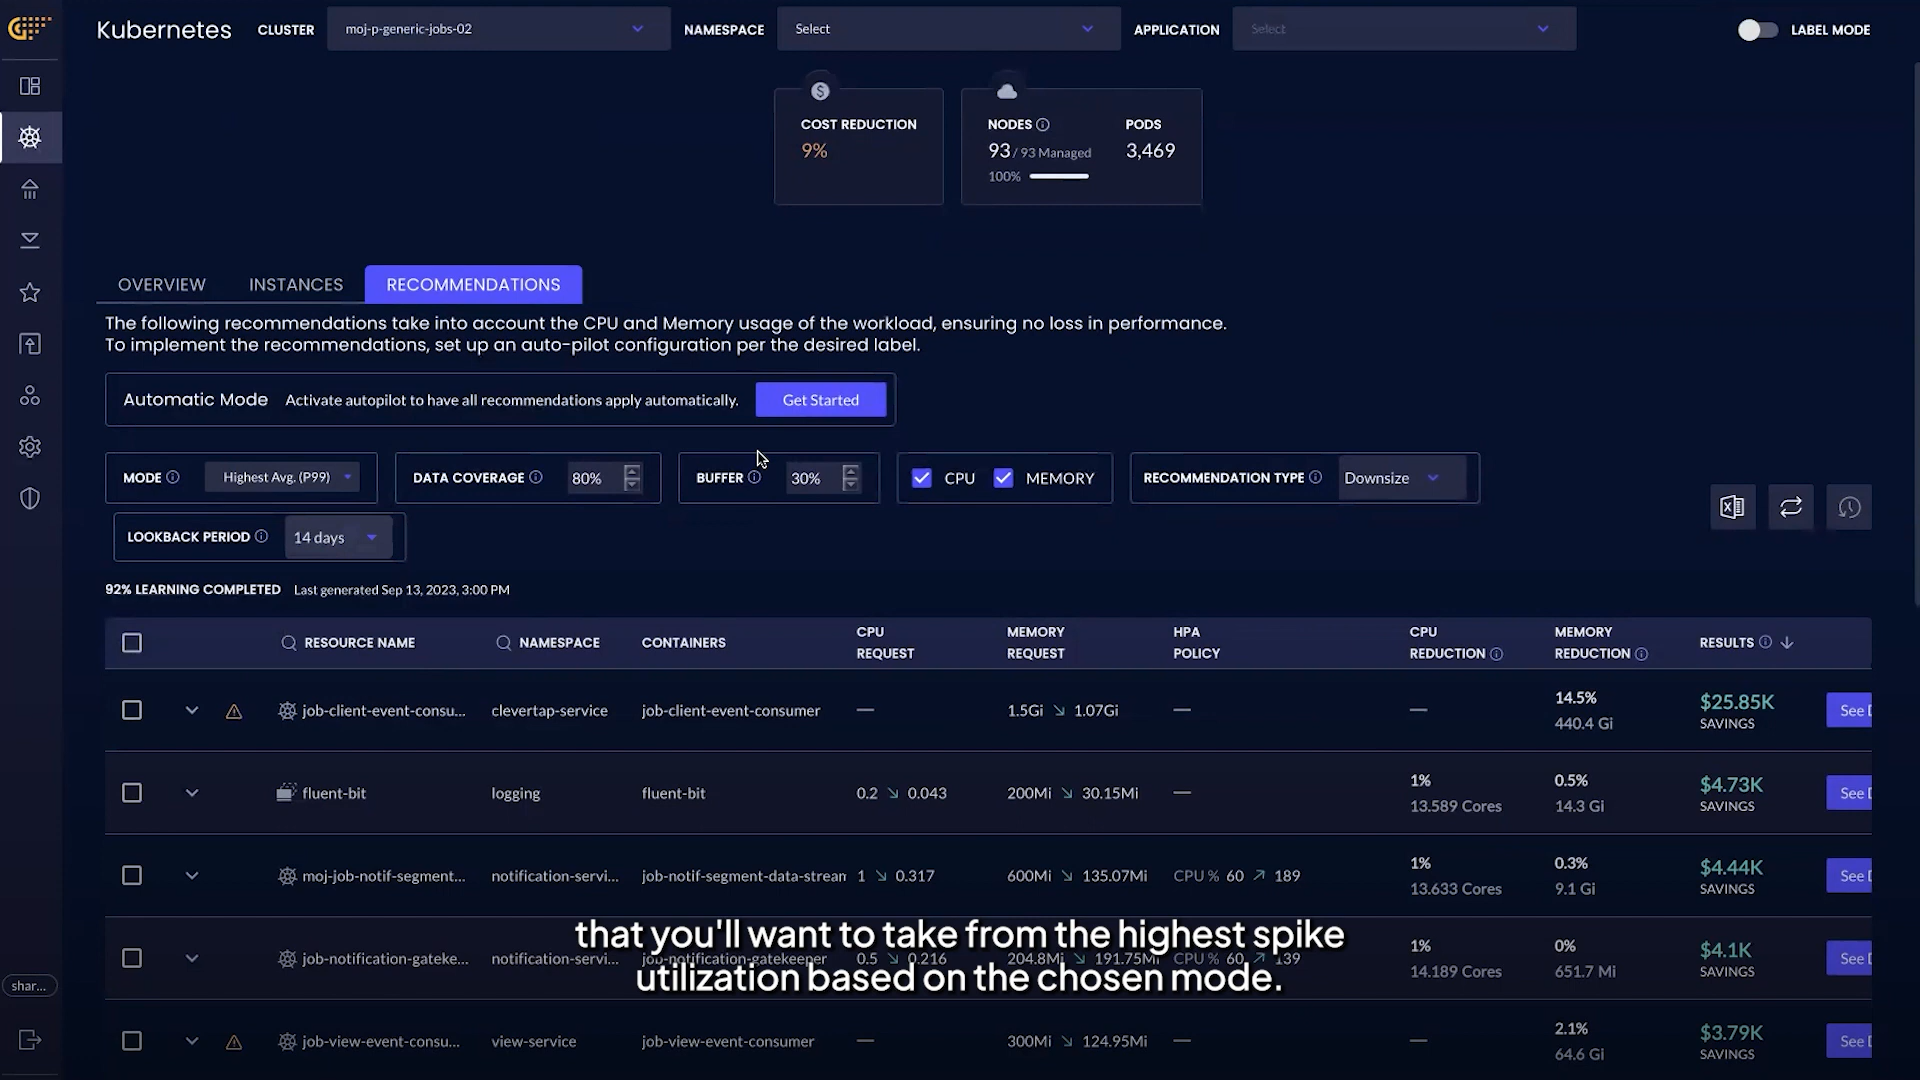 Kubernetes CLUSTER moj-p-generic-jobs-02 NAMESPACE Select APPLICATION Select LABEL MODE
COST REDUCTION
9%
NODES PODS
93 / 93 Managed 3,469
100%
OVERVIEW INSTANCES RECOMMENDATIONS
The following recommendations take into account the CPU and Memory usage of the workload, ensuring no loss in performance.
To implement the recommendations, set up an auto-pilot configuration per the desired label.
Automatic Mode Activate autopilot to have all recommendations apply automatically. Get Started
MODE Highest Avg. (P99) DATA COVERAGE 80% BUFFER 30% CPU MEMORY RECOMMENDATION TYPE Downsize
LOOKBACK PERIOD 14 days
92% LEARNING COMPLETED Last generated Sep 13, 2023, 3:00 PM
RESOURCE NAME NAMESPACE CONTAINERS CPU REQUEST MEMORY REQUEST HPA POLICY CPU REDUCTION MEMORY REDUCTION RESULTS
job-client-event-consu... clevertap-service job-client-event-consumer — 1.5Gi ↘ 1.07Gi — — 14.5% 440.4 Gi $25.85K SAVINGS See D
fluent-bit logging fluent-bit 0.2 ↘ 0.043 200Mi ↘ 30.15Mi — 1% 13.589 Cores 0.5% 14.3 Gi $4.73K SAVINGS See D
moj-job-notif-segment... notification-servi... job-notif-segment-data-stream 1 ↘ 0.317 600Mi ↘ 135.07Mi CPU % 60 ↗ 189 1% 13.633 Cores 0.3% 9.1 Gi $4.44K SAVINGS See D
job-notification-gateke... notification-servi... job-notification-gatekeeper 0.5 ↘ 0.216 204.8Mi ↘ 191.75Mi CPU % 60 ↗ 139 1% 14.189 Cores 0% 651.7 Mi $4.1K SAVINGS See D
job-view-event-consu... view-service job-view-event-consumer — 300Mi ↘ 124.95Mi — — 2.1% 64.6 Gi $3.79K SAVINGS See D
that you'll want to take from the highest spike
utilization based on the chosen mode.
shar...